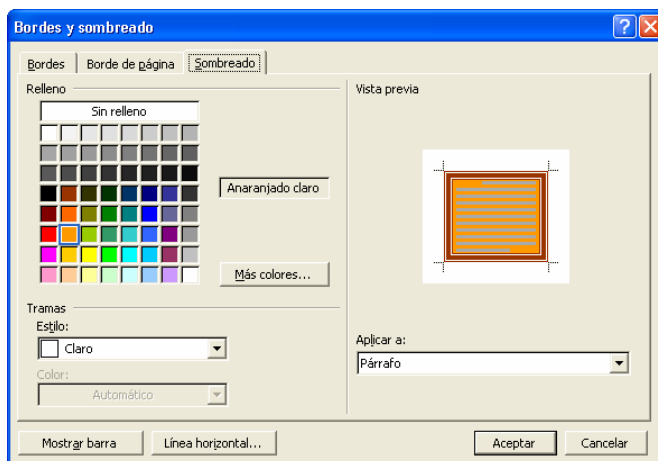 Bordes y sombreado
Bordes
Borde de página
Sombreado
Relleno
Sin relleno
Anaranjado claro
Más colores...
Tramas
Estilo:
Claro
Color:
Automático
Vista previa
Aplicar a:
Párrafo
Mostrar barra
Línea horizontal...
Aceptar
Cancelar